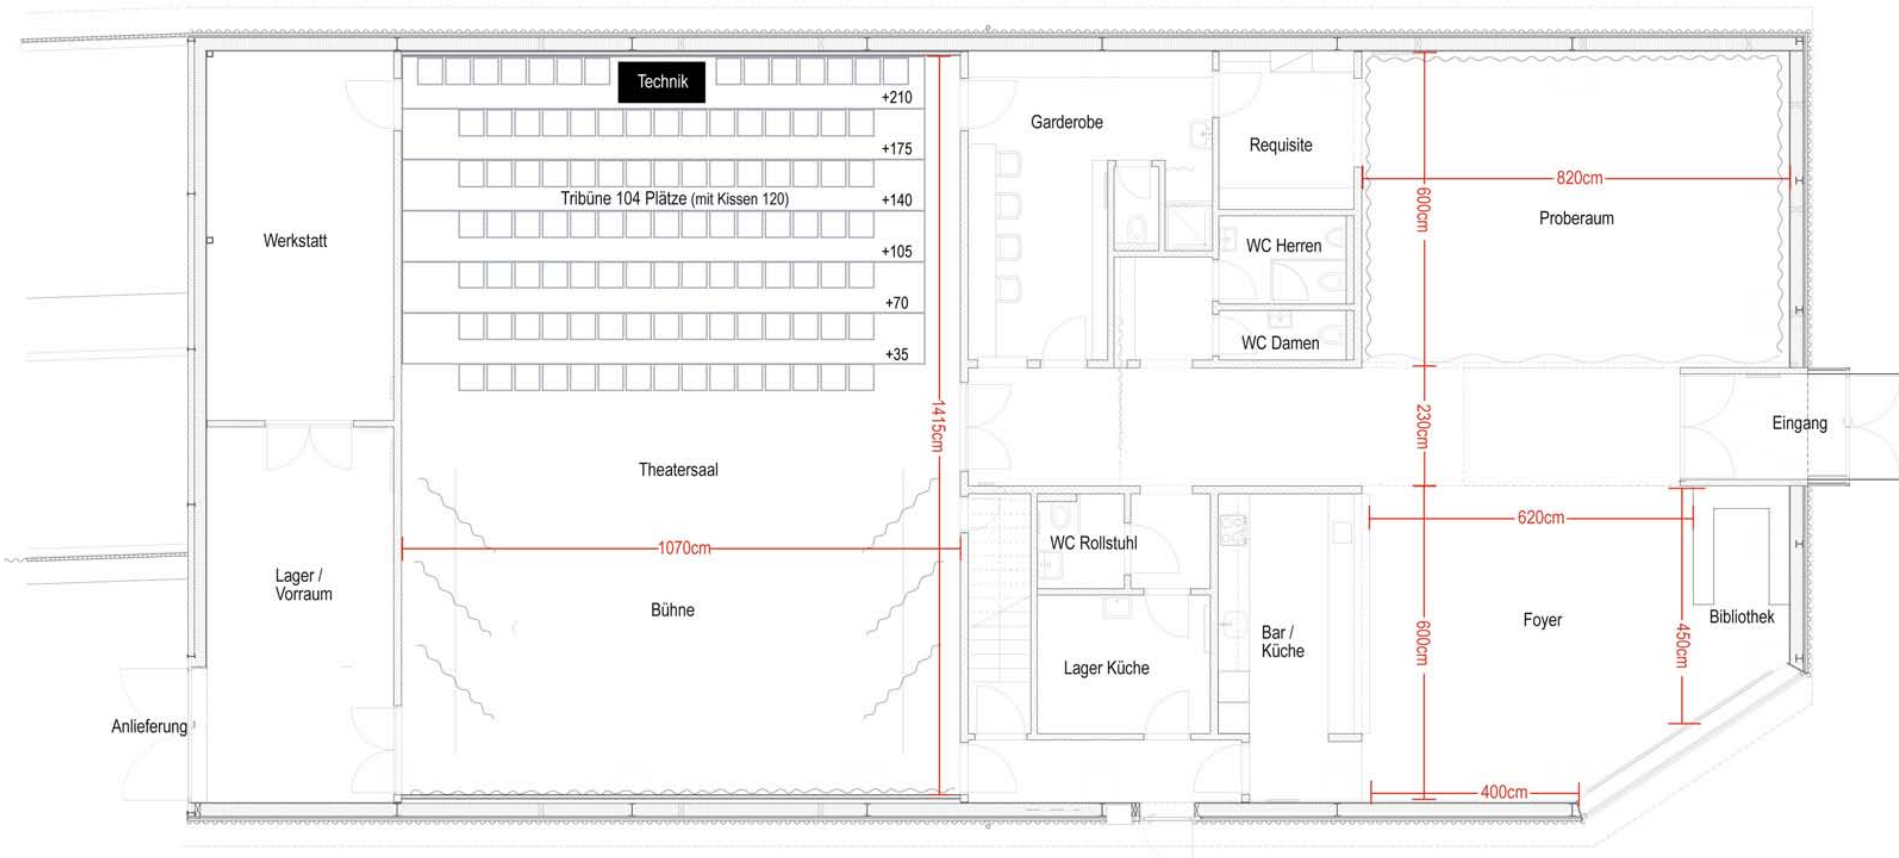 Technik
+210
+175
Tribüne 104 Plätze (mit Kissen 120)
+140
+105
+70
+35
Werkstatt
Theatersaal
1415cm
1070cm
Bühne
Lager /
Vorraum
Anlieferung
Garderobe
Requisite
WC Herren
WC Damen
820cm
600cm
Proberaum
230cm
Eingang
WC Rollstuhl
Lager Küche
Bar /
Küche
620cm
600cm
Foyer
450cm
Bibliothek
400cm